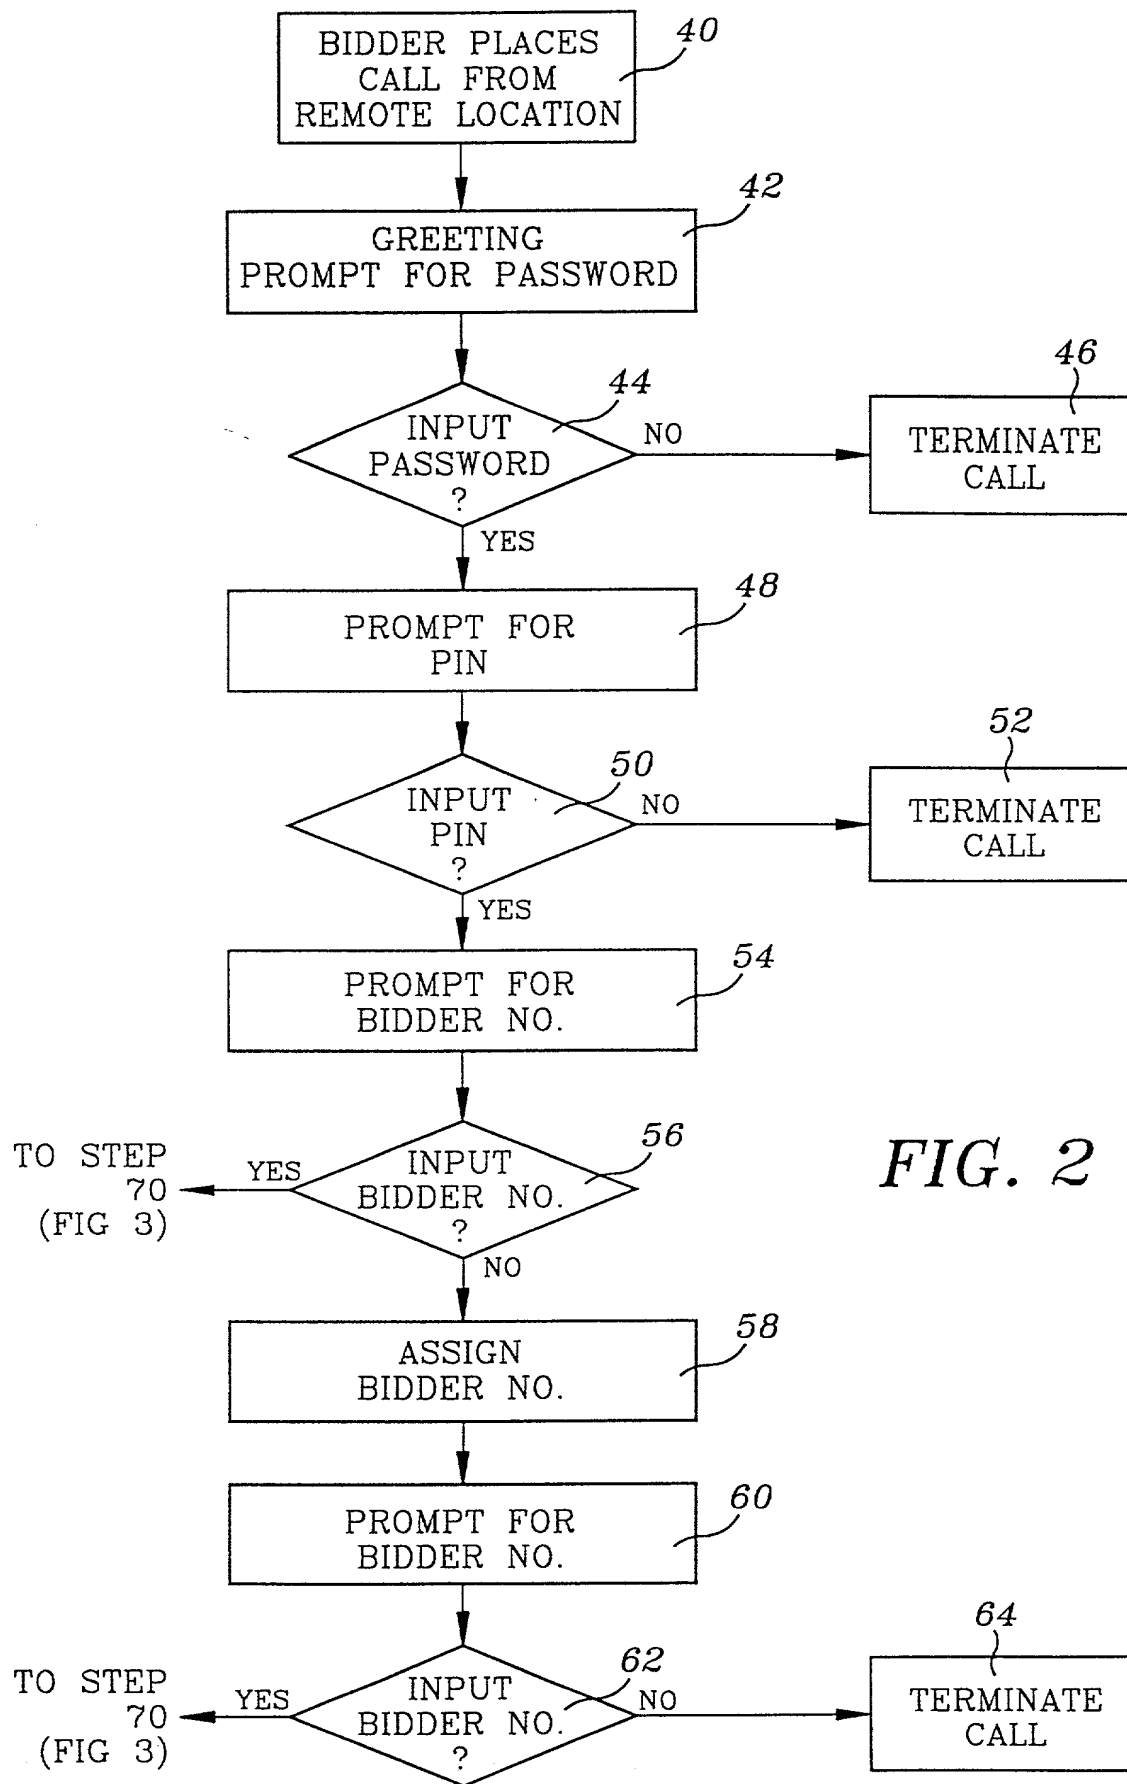 BIDDER PLACES
CALL FROM
REMOTE LOCATION
40
42
GREETING
PROMPT FOR PASSWORD
44
INPUT
PASSWORD
?
NO
46
TERMINATE
CALL
YES
48
PROMPT FOR
PIN
50
INPUT
PIN
?
NO
52
TERMINATE
CALL
YES
54
PROMPT FOR
BIDDER NO.
56
INPUT
BIDDER NO.
?
YES
TO STEP
70
(FIG 3)
FIG. 2
NO
58
ASSIGN
BIDDER NO.
60
PROMPT FOR
BIDDER NO.
62
INPUT
BIDDER NO.
?
YES
TO STEP
70
(FIG 3)
NO
64
TERMINATE
CALL